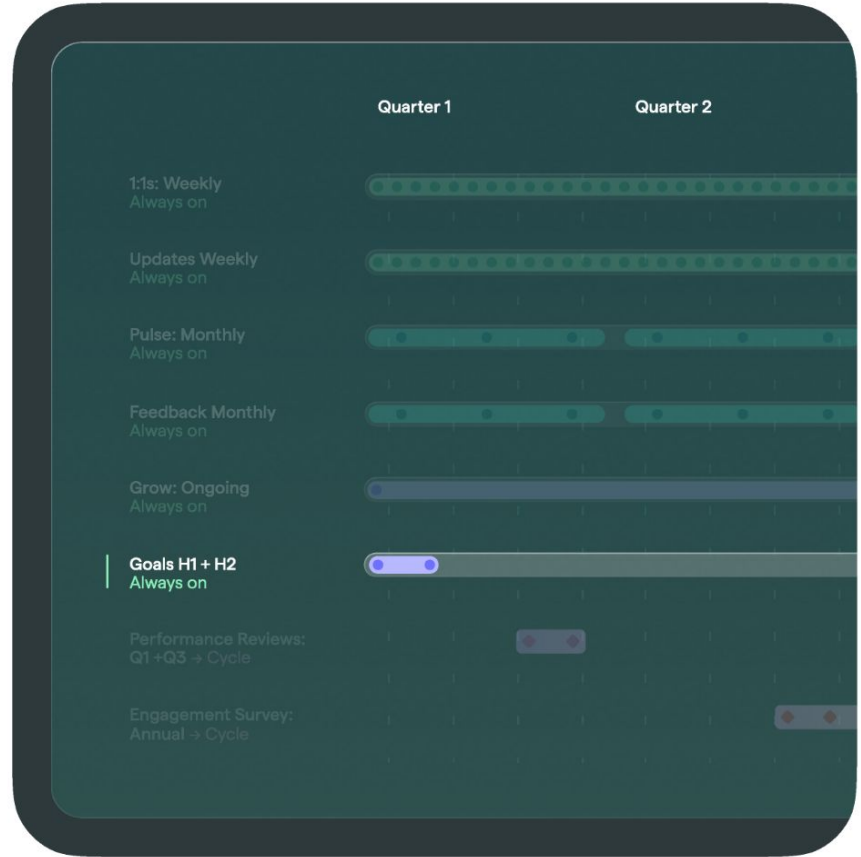 Quarter 1
Quarter 2
1:1s: Weekly
Always on
Updates Weekly
Always on
Pulse: Monthly
Always on
Feedback Monthly
Always on
Grow: Ongoing
Always on
Goals H1 + H2
Always on
Performance Reviews:
Q1 +Q3 → Cycle
Engagement Survey:
Annual → Cycle